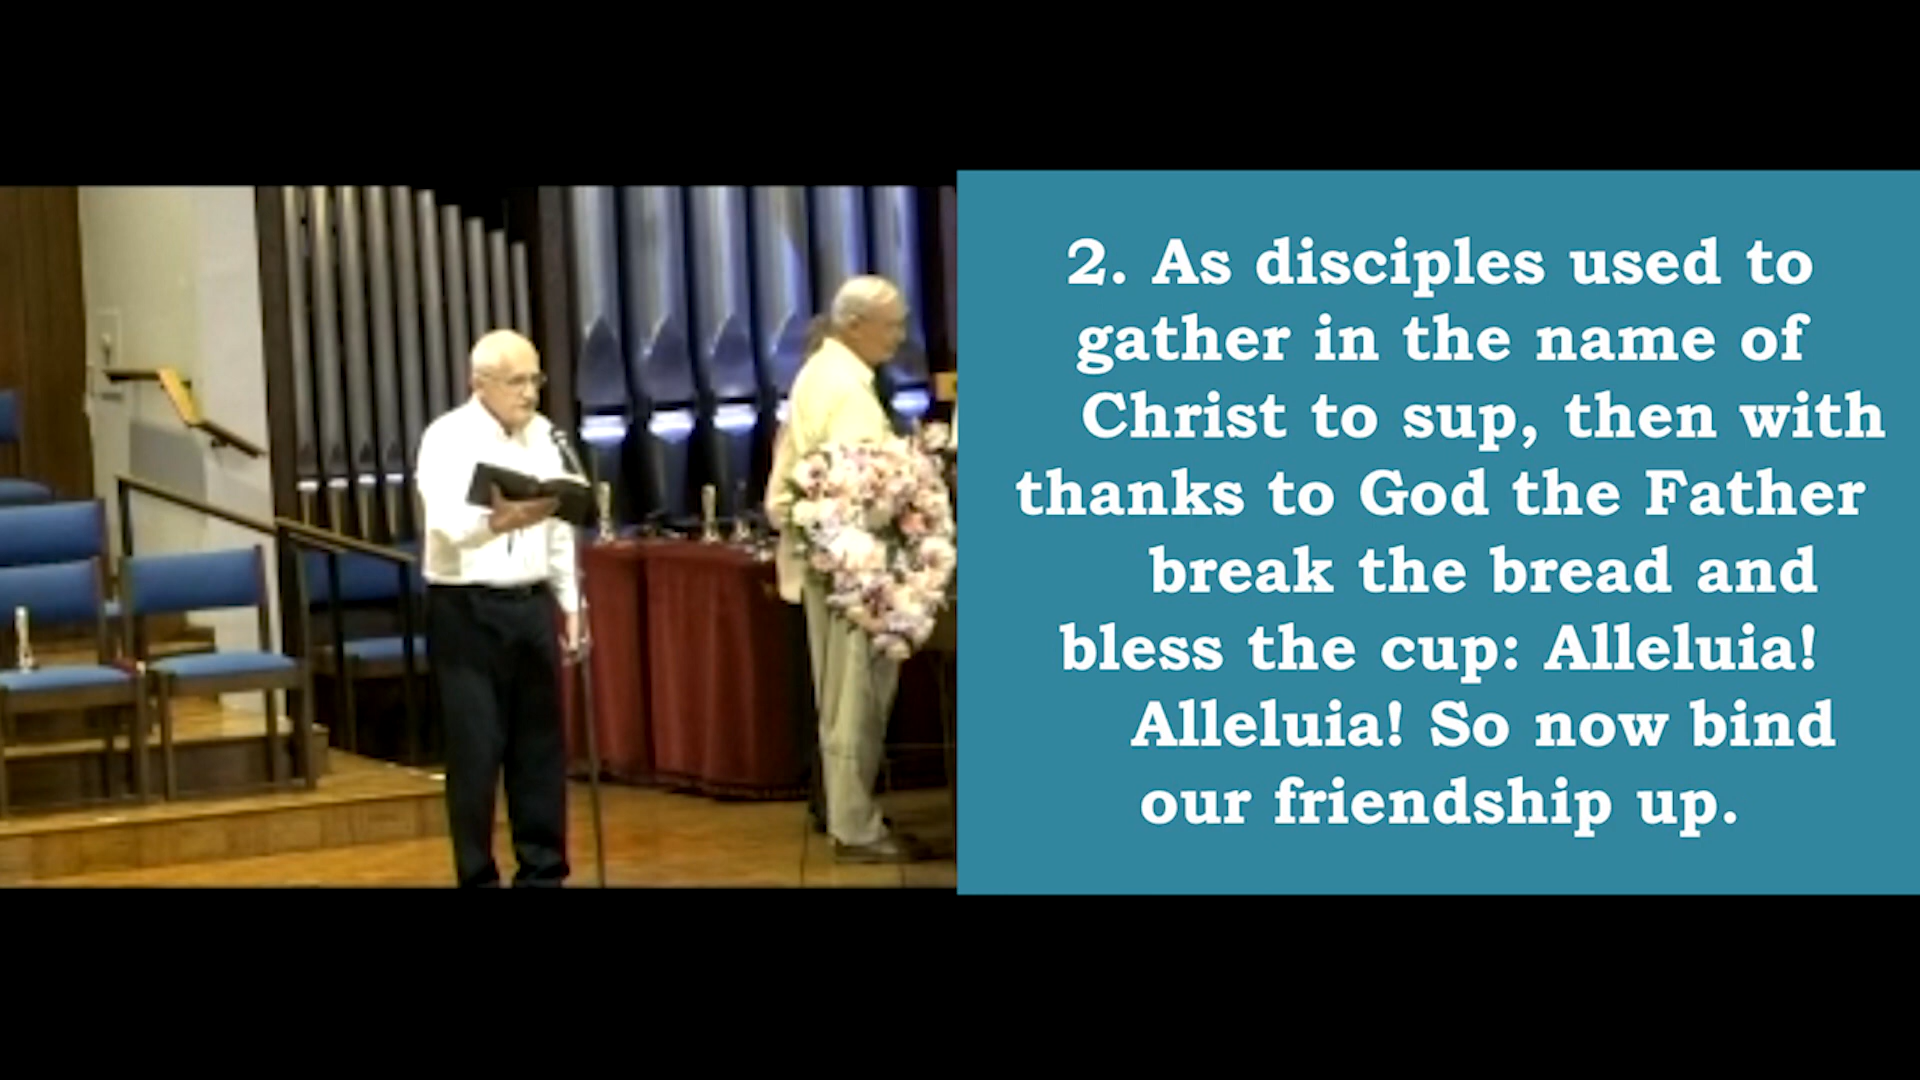 2. As disciples used to
gather in the name of
Christ to sup, then with
thanks to God the Father
break the bread and
bless the cup: Alleluia!
Alleluia! So now bind
our friendship up.